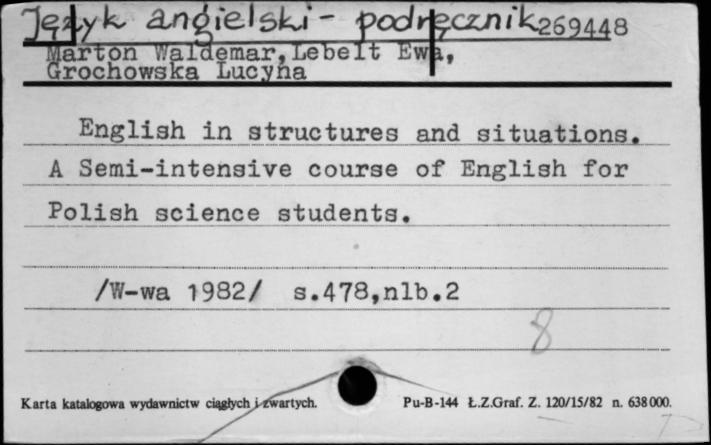 Język angielski - podręcznik 269448
Marton Waldemar, Lebelt Ewa,
Grochowska Lucyna
English in structures and situations.
A Semi-intensive course of English for
Polish science students.
/W-wa 1982/ s.478,nlb.2
8
Karta katalogowa wydawnictw ciągłych i zwartych. Pu-B-144 Ł.Z.Graf. Z. 120/15/82 n. 638000.